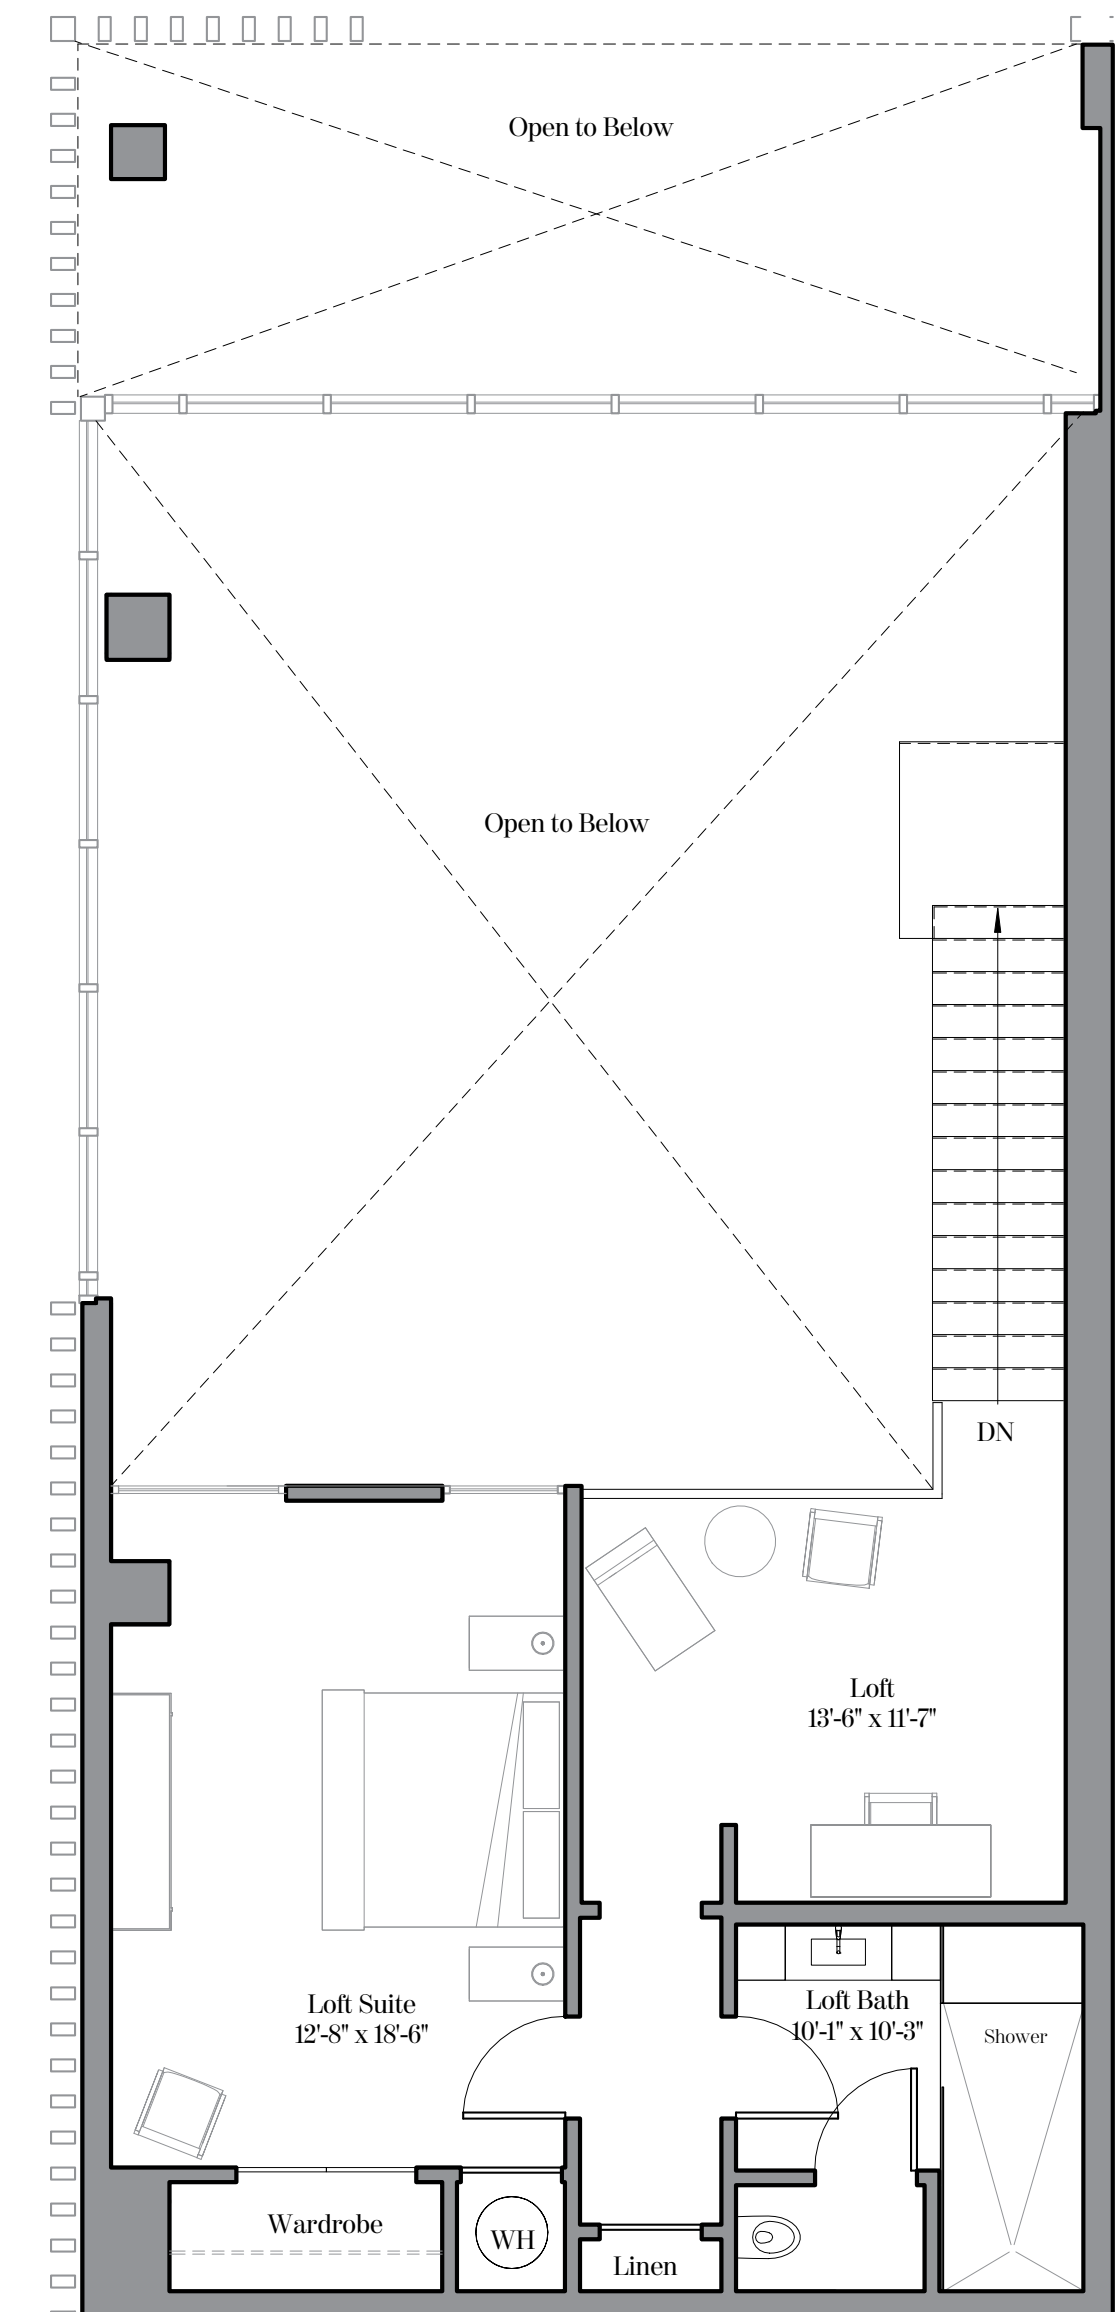 Open to Below
Open to Below
DN
Loft
13'-6" x 11'-7"
Loft Suite
12'-8" x 18'-6"
Loft Bath
10'-1" x 10'-3"
Shower
Wardrobe
WH
Linen